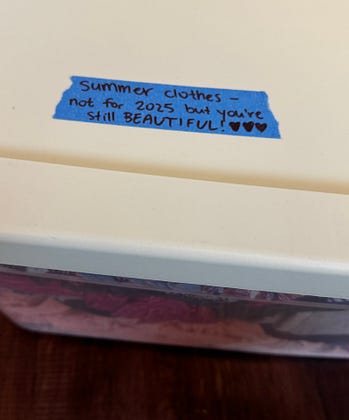 Summer clothes –
not for 2025 but you're
still BEAUTIFUL! ♥♥♥